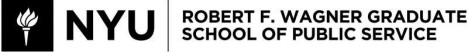 NYU
ROBERT F. WAGNER GRADUATE
SCHOOL OF PUBLIC SERVICE